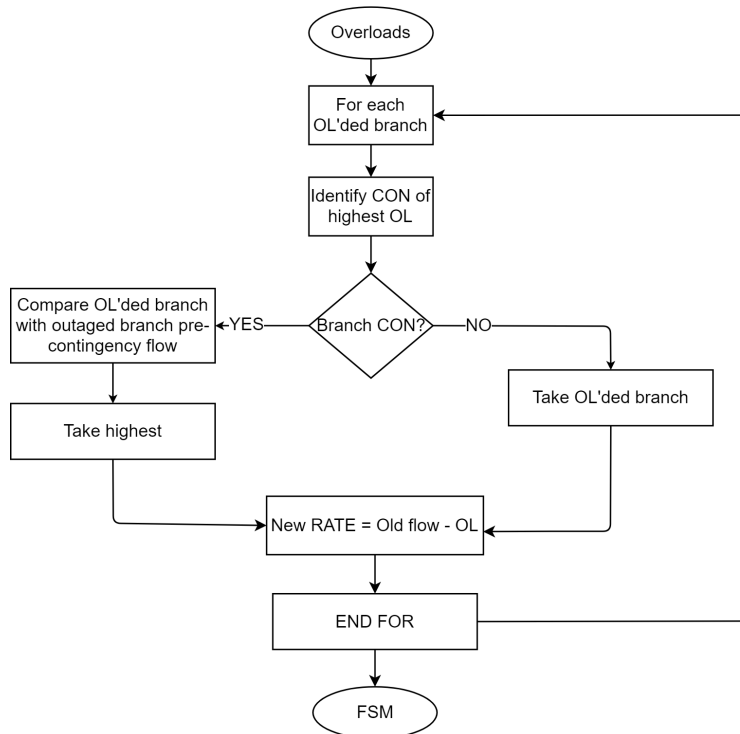 Overloads
For each
OL'ded branch
Identify CON of
highest OL
Branch CON?
YES
NO
Compare OL'ded branch
with outaged branch pre-
contingency flow
Take OL'ded branch
Take highest
New RATE = Old flow - OL
END FOR
FSM